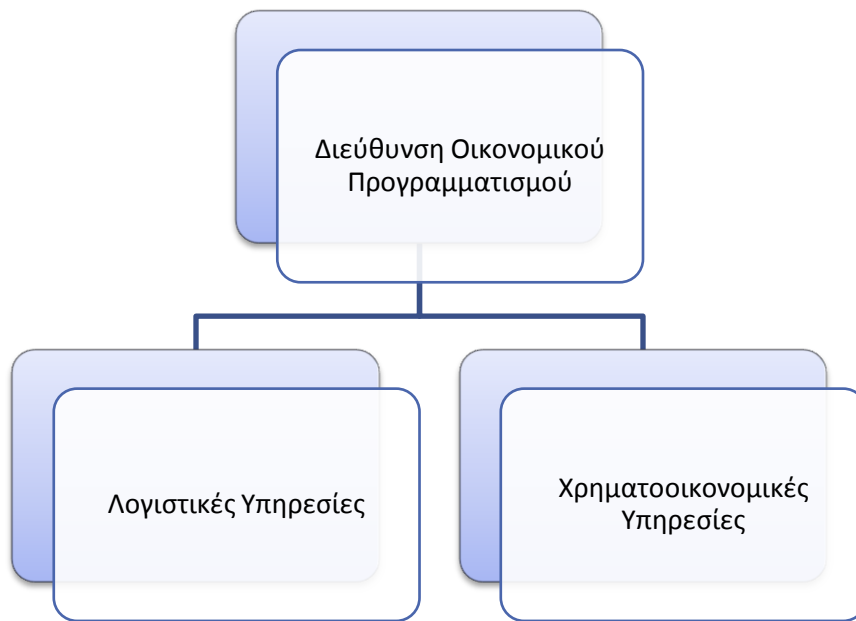 Διεύθυνση Οικονομικού
Προγραμματισμού
Λογιστικές Υπηρεσίες
Χρηματοοικονομικές
Υπηρεσίες